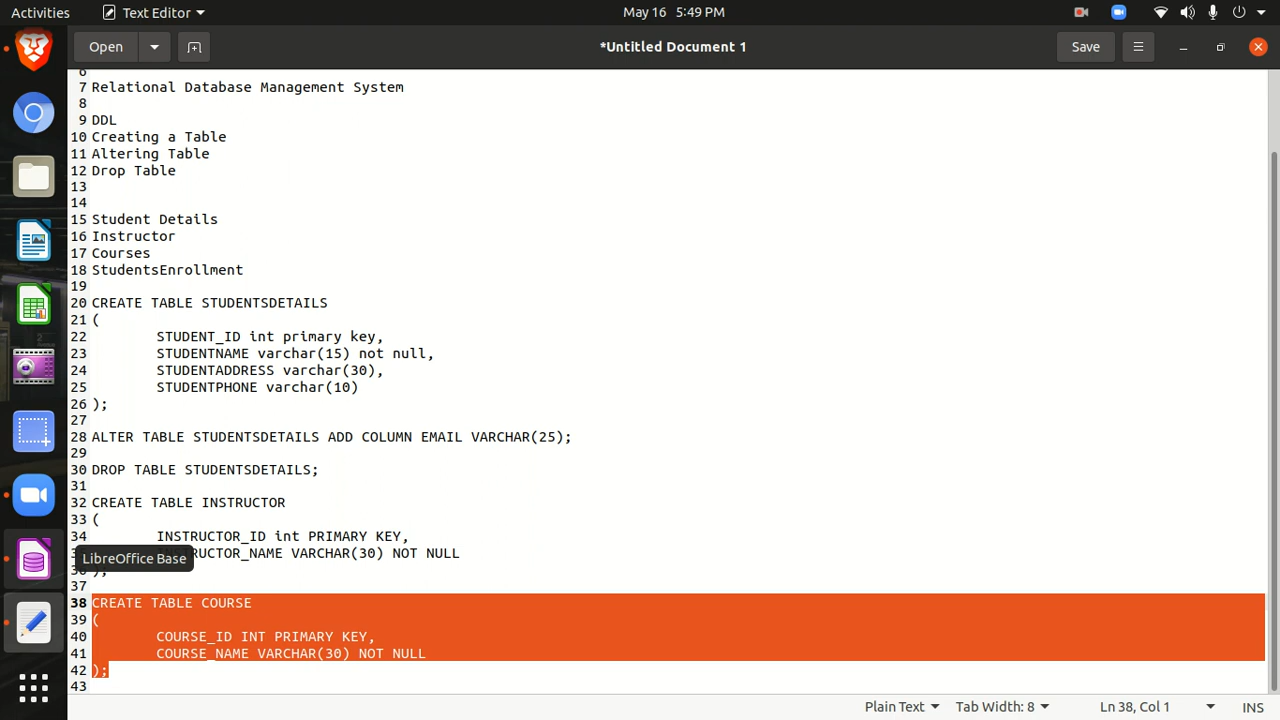 Activities Text Editor May 16 5:49 PM
Open *Untitled Document 1 Save
6
7 Relational Database Management System
8
9 DDL
10 Creating a Table
11 Altering Table
12 Drop Table
13
14
15 Student Details
16 Instructor
17 Courses
18 StudentsEnrollment
19
20 CREATE TABLE STUDENTSDETAILS
21 (
22 STUDENT_ID int primary key,
23 STUDENTNAME varchar(15) not null,
24 STUDENTADDRESS varchar(30),
25 STUDENTPHONE varchar(10)
26 );
27
28 ALTER TABLE STUDENTSDETAILS ADD COLUMN EMAIL VARCHAR(25);
29
30 DROP TABLE STUDENTSDETAILS;
31
32 CREATE TABLE INSTRUCTOR
33 (
34 INSTRUCTOR_ID int PRIMARY KEY,
LibreOffice Base
RUCTOR_NAME VARCHAR(30) NOT NULL
);
37
38 CREATE TABLE COURSE
39 (
40 COURSE_ID INT PRIMARY KEY,
41 COURSE_NAME VARCHAR(30) NOT NULL
42 );
43
Plain Text Tab Width: 8 Ln 38, Col 1 INS